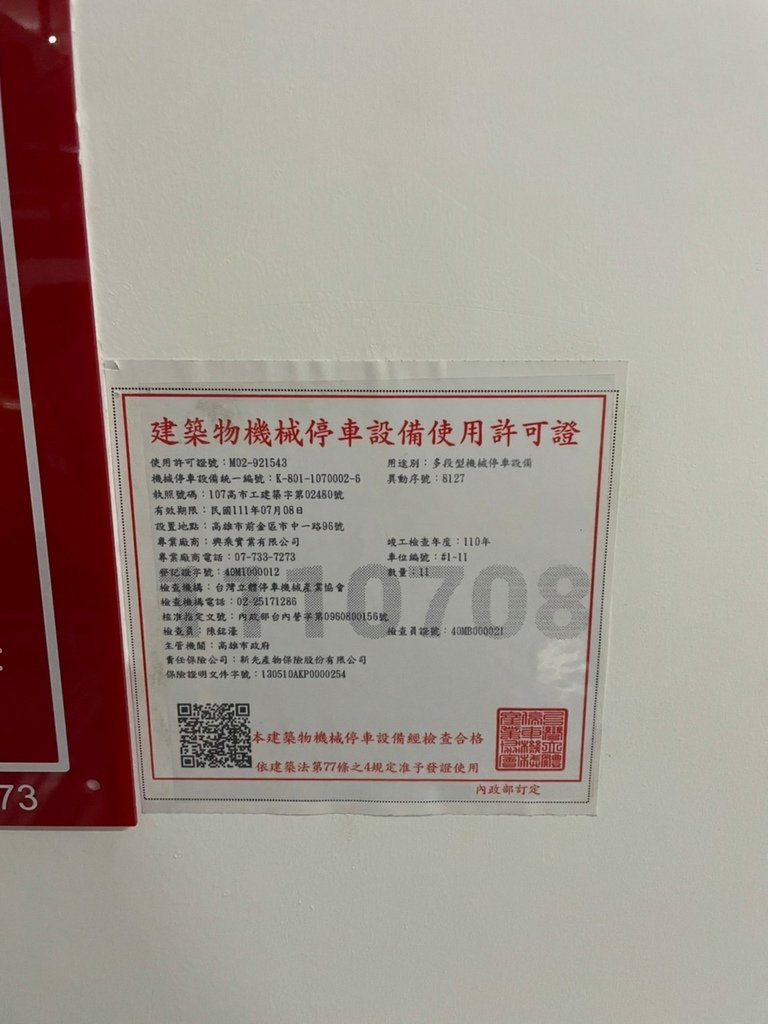 建築物機械停車設備使用許可證
使用許可證號：M02-921543
用途別：多段型機械停車設備
機械停車設備統一編號：K-801-1070002-6
異動序號：8127
執照號碼：107高市工建築字第02480號
有效期限：民國111年07月08日
設置地點：高雄市前金區市中一路96號
專業廠商：興乘實業有限公司
竣工檢查年度：110年
專業廠商電話：07-733-7273
車位編號：#1~11
登記證字號：40M1000012
數量：11
檢查機構：台灣立體停車機械產業協會
檢查機構電話：02-25171286
核准指定文號：內政部台內營字第0960800156號
檢查員：陳銘濠
檢查員證號：40MB000021
主管機關：高雄市政府
責任保險公司：新光產物保險股份有限公司
保險證明文件字號：130510AKP0000254
1110708
本建築物機械停車設備經檢查合格
依建築法第77條之4規定准予發證使用
內政部訂定
73